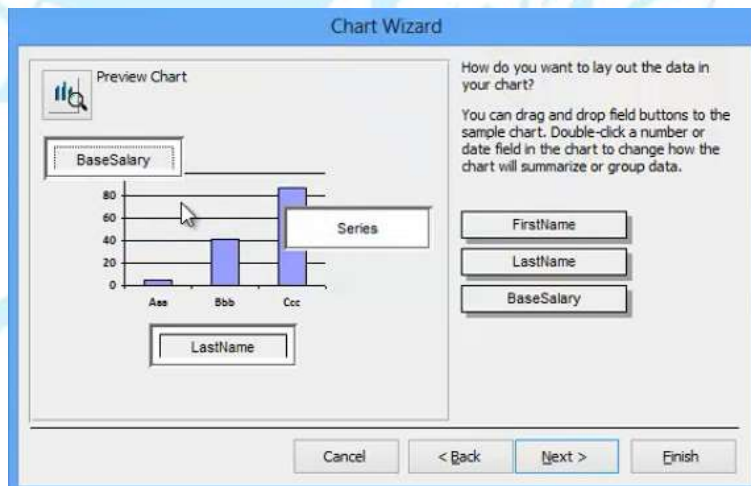 Chart Wizard
Preview Chart
BaseSalary
80
60
40
20
0
Aaa Bbb Ccc
Series
LastName
How do you want to lay out the data in
your chart?
You can drag and drop field buttons to the
sample chart. Double-click a number or
date field in the chart to change how the
chart will summarize or group data.
FirstName
LastName
BaseSalary
Cancel < Back Next > Finish